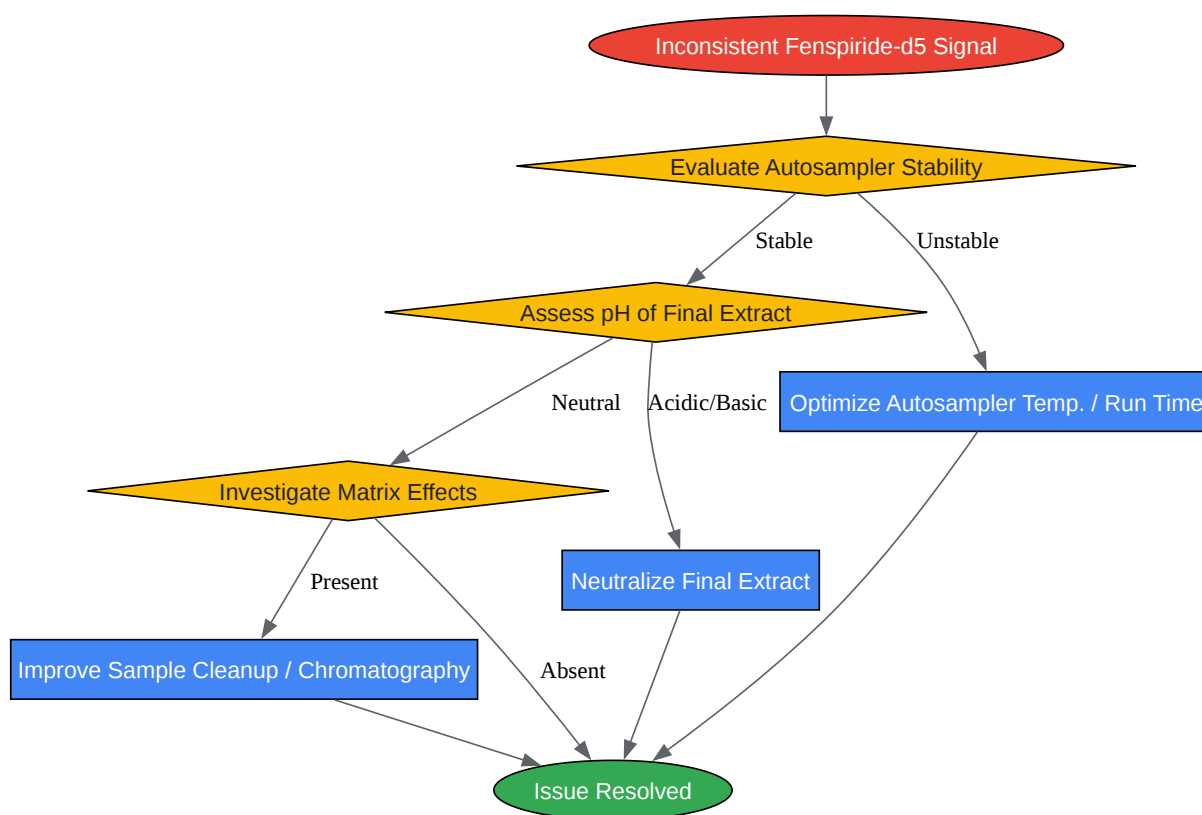 Inconsistent Fenspiride-d5 Signal
Evaluate Autosampler Stability
Stable
Unstable
Assess pH of Final Extract
Neutral
Acidic/Basic
Optimize Autosampler Temp. / Run Time
Investigate Matrix Effects
Present
Neutralize Final Extract
Improve Sample Cleanup / Chromatography
Absent
Issue Resolved